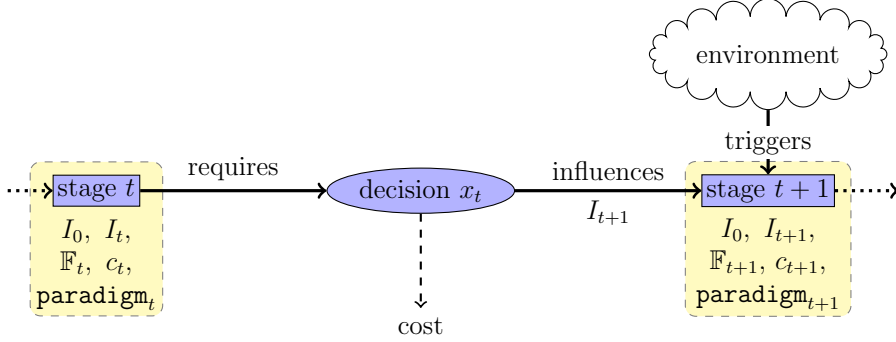 environment
triggers
requires
influences
stage t
decision x_t
stage t + 1
I_{t+1}
I_0, I_t,
𝔽_t, c_t,
paradigm_t
I_0, I_{t+1},
𝔽_{t+1}, c_{t+1},
paradigm_{t+1}
cost